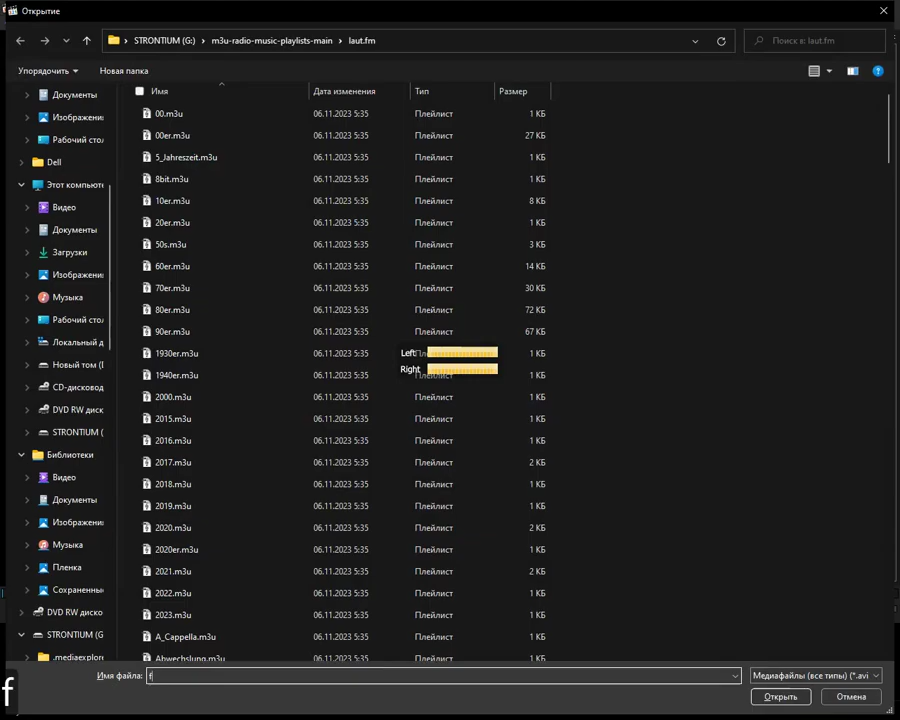 Открытие
STRONTIUM (G:) › m3u-radio-music-playlists-main › laut.fm
Поиск в: laut.fm
Упорядочить
Новая папка
Документы
Изображени
Рабочий стол
Dell
Этот компьюте
Видео
Документы
Загрузки
Изображени
Музыка
Рабочий стол
Локальный д
Новый том (
CD-дисковод
DVD RW диск
STRONTIUM (
Библиотеки
Видео
Документы
Изображени
Музыка
Пленка
Сохраненны
DVD RW диско
STRONTIUM (G
.mediaexplore
Имя Дата изменения Тип Размер
00.m3u 06.11.2023 5:35 Плейлист 1 КБ
00er.m3u 06.11.2023 5:35 Плейлист 27 КБ
5_Jahreszeit.m3u 06.11.2023 5:35 Плейлист 1 КБ
8bit.m3u 06.11.2023 5:35 Плейлист 1 КБ
10er.m3u 06.11.2023 5:35 Плейлист 8 КБ
20er.m3u 06.11.2023 5:35 Плейлист 1 КБ
50s.m3u 06.11.2023 5:35 Плейлист 3 КБ
60er.m3u 06.11.2023 5:35 Плейлист 14 КБ
70er.m3u 06.11.2023 5:35 Плейлист 30 КБ
80er.m3u 06.11.2023 5:35 Плейлист 72 КБ
90er.m3u 06.11.2023 5:35 Плейлист 67 КБ
1930er.m3u 06.11.2023 5:35 1 КБ
Left
Right
1940er.m3u 06.11.2023 5:35 Плейлист 1 КБ
2000.m3u 06.11.2023 5:35 Плейлист 1 КБ
2015.m3u 06.11.2023 5:35 Плейлист 1 КБ
2016.m3u 06.11.2023 5:35 Плейлист 1 КБ
2017.m3u 06.11.2023 5:35 Плейлист 2 КБ
2018.m3u 06.11.2023 5:35 Плейлист 1 КБ
2019.m3u 06.11.2023 5:35 Плейлист 1 КБ
2020.m3u 06.11.2023 5:35 Плейлист 2 КБ
2020er.m3u 06.11.2023 5:35 Плейлист 1 КБ
2021.m3u 06.11.2023 5:35 Плейлист 2 КБ
2022.m3u 06.11.2023 5:35 Плейлист 1 КБ
2023.m3u 06.11.2023 5:35 Плейлист 1 КБ
A_Cappella.m3u 06.11.2023 5:35 Плейлист 1 КБ
Abwechslung.m3u 06.11.2023 5:35 Плейлист 1 КБ
Имя файла: f
Медиафайлы (все типы) (*.avi
Открыть
Отмена
f